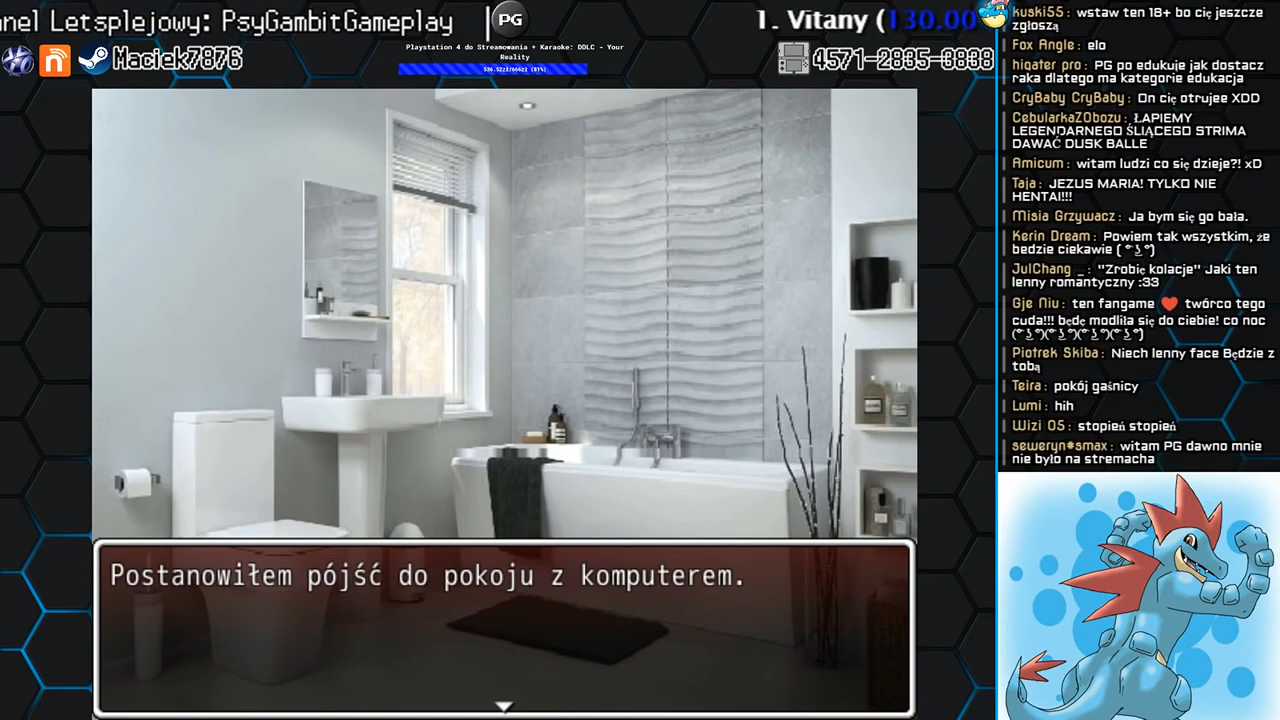 nel Letsplejowy: PsyGambitGameplay
PG
1. Vitany (130.00
Maciek7876
Playstation 4 do Streamowania + Karaoke: DDLC - Your
Reality
4571-2835-3838
kuski55: wstaw ten 18+ bo cię jeszcze
zgłoszą
Fox Angle: elo
higater pro: PG po edukuje jak dostacz
raka dlatego ma kategorie edukacja
CryBaby CryBaby: On cię otrujee XDD
CebularkaZObozu: ŁAPIEMY
LEGENDARNEGO ŚLIĄCEGO STRIMA
DAWAĆ DUSK BALLE
Amicum: witam ludzi co się dzieje?! xD
Taja: JEZUS MARIA! TYLKO NIE
HENTAI!!!
Misia Grzywacz: Ja bym się go bała.
Kerin Dream: Powiem tak wszystkim, że
bedzie ciekawie ( ͡° ͜ʖ ͡°)
JulChang _: "Zrobię kolacje" Jaki ten
lenny romantyczny :33
Gje Niu: ten fangame ❤ twórco tego
cuda!!! będę modliła się do ciebie! co noc
( ͡° ͜ʖ ͡°)( ͡° ͜ʖ ͡°)( ͡° ͜ʖ ͡°)( ͡° ͜ʖ ͡°)
Piotrek Skiba: Niech lenny face Będzie z
tobą
Teira: pokój gaśnicy
Lumi: hih
Wizi OS: stopień stopień
seweryn#smax: witam PG dawno mnie
nie było na stremacha
Postanowiłem pójść do pokoju z komputerem.